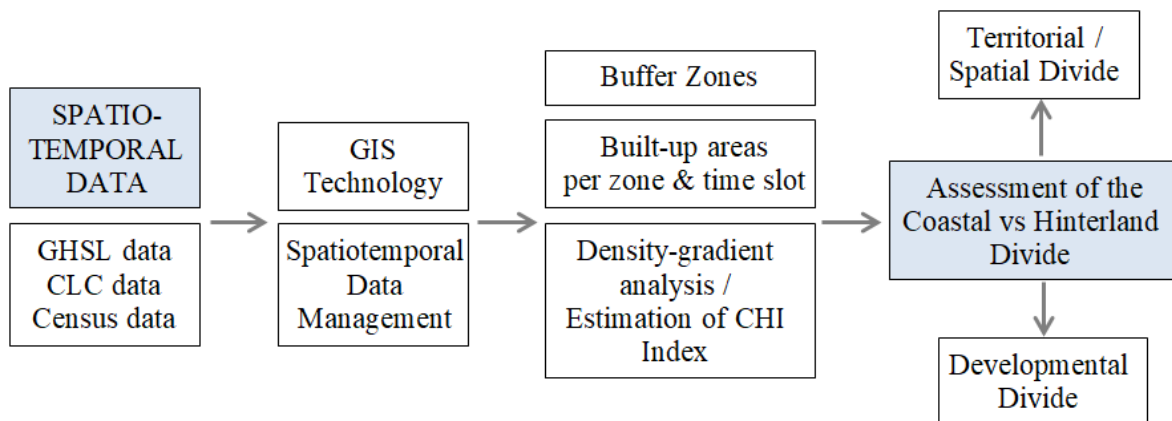 SPATIO-
TEMPORAL
DATA
GHSL data
CLC data
Census data
GIS
Technology
Spatiotemporal
Data
Management
Buffer Zones
Built-up areas
per zone & time slot
Density-gradient
analysis /
Estimation of CHI
Index
Territorial /
Spatial Divide
Assessment of the
Coastal vs Hinterland
Divide
Developmental
Divide